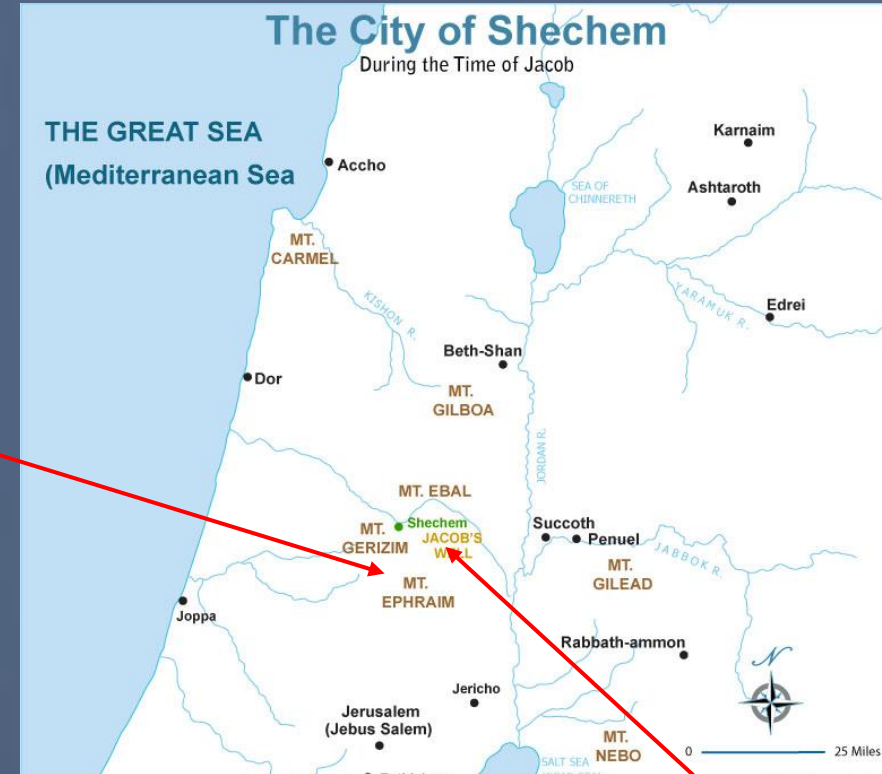 The City of Shechem
During the Time of Jacob
THE GREAT SEA
(Mediterranean Sea
Accho
Karnaim
Ashtaroth
SEA OF
CHINNERETH
MT.
CARMEL
KISHON R.
YARAMUK R.
Edrei
Beth-Shan
Dor
MT.
GILBOA
JORDAN R.
MT. EBAL
Shechem
MT.
GERIZIM
JACOB'S
Succoth
Penuel
JABBOK R.
MT.
GILEAD
MT.
EPHRAIM
Joppa
Rabbath-ammon
N
Jericho
Jerusalem
(Jebus Salem)
MT.
NEBO
0
25 Miles
SALT SEA